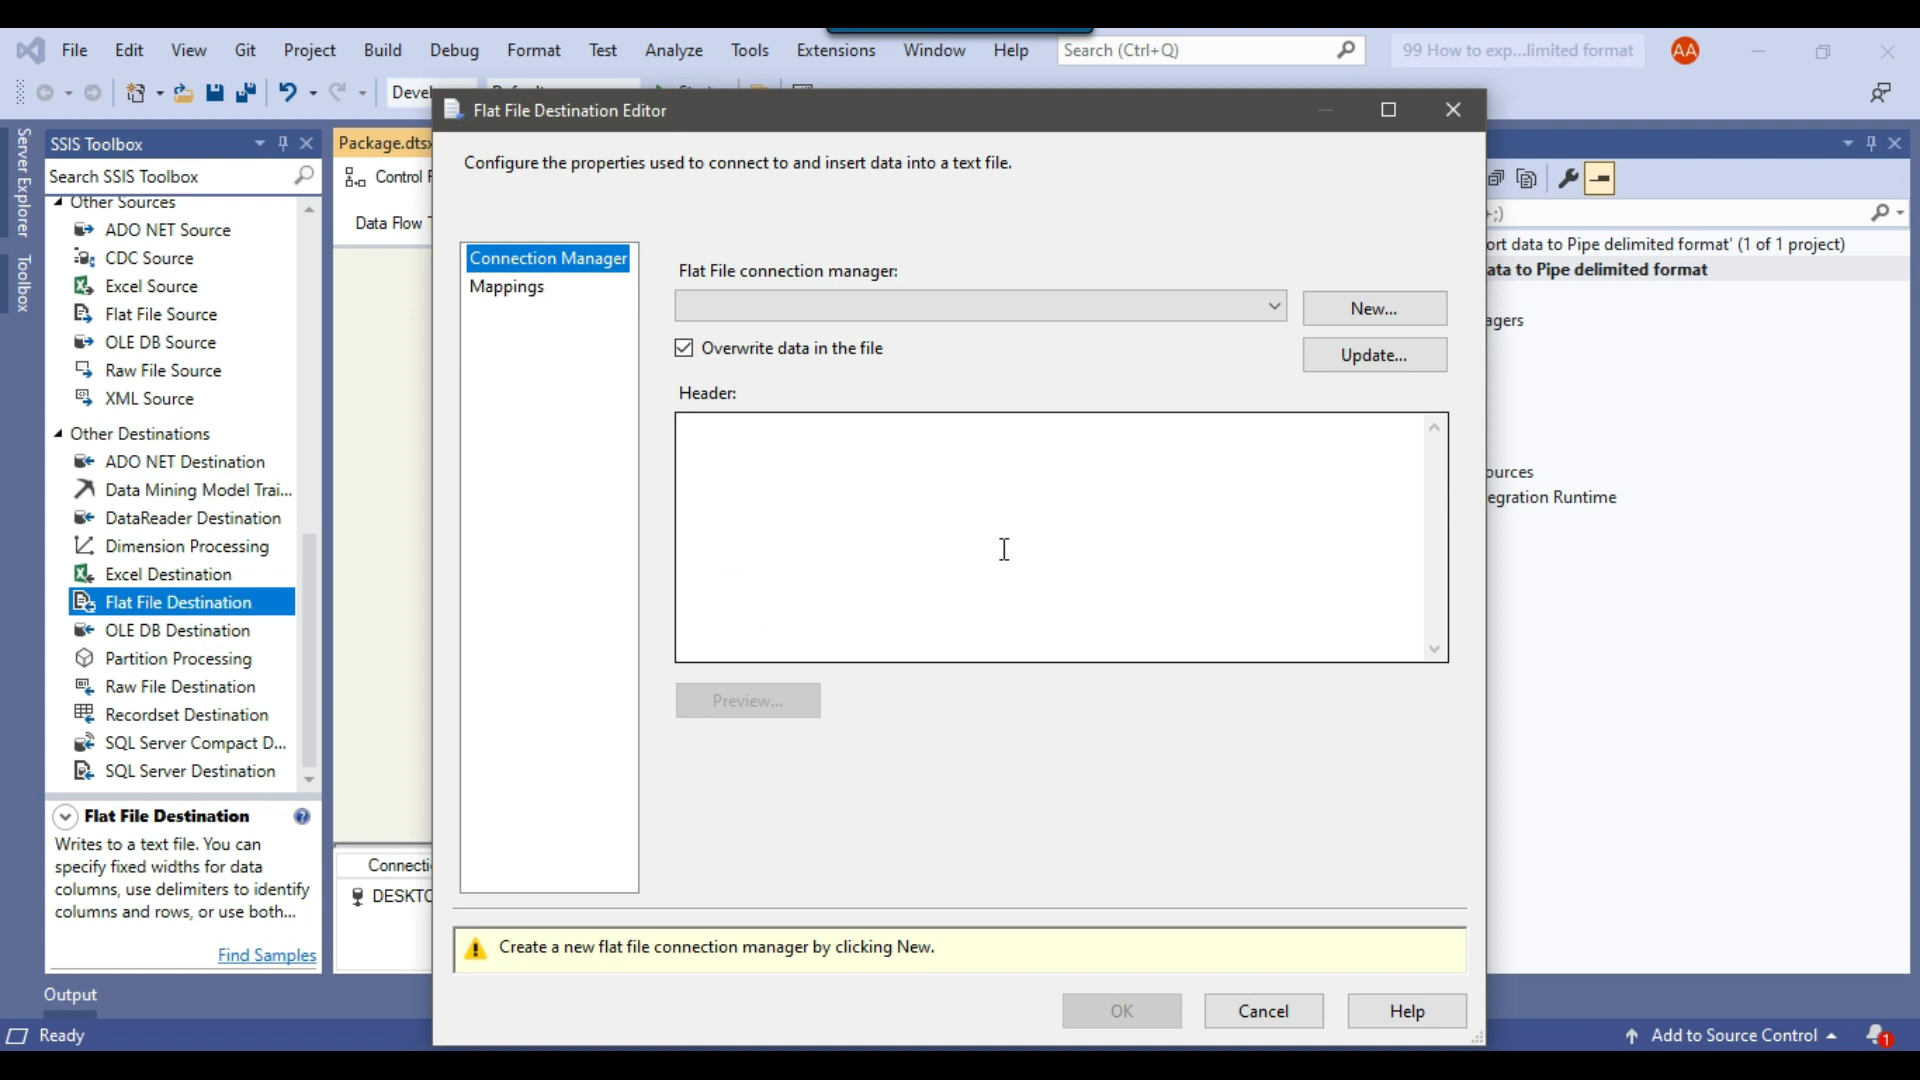 File Edit View Git Project Build Debug Format Test Analyze Tools Extensions Window Help Search (Ctrl+Q) 99 How to exp...limited format AA
Flat File Destination Editor
Configure the properties used to connect to and insert data into a text file.
Connection Manager
Mappings
Flat File connection manager:
New...
Overwrite data in the file
Update...
Header:
Preview...
Create a new flat file connection manager by clicking New.
OK Cancel Help
Server Explorer
Toolbox
SSIS Toolbox
Search SSIS Toolbox
Other Sources
ADO NET Source
CDC Source
Excel Source
Flat File Source
OLE DB Source
Raw File Source
XML Source
Other Destinations
ADO NET Destination
Data Mining Model Trai...
DataReader Destination
Dimension Processing
Excel Destination
Flat File Destination
OLE DB Destination
Partition Processing
Raw File Destination
Recordset Destination
SQL Server Compact D...
SQL Server Destination
Flat File Destination
Writes to a text file. You can
specify fixed widths for data
columns, use delimiters to identify
columns and rows, or use both...
Find Samples
Package.dtsx
Control
Data Flow
Connecti
DESKTO
ort data to Pipe delimited format' (1 of 1 project)
ata to Pipe delimited format
agers
ources
egration Runtime
Output
Ready
Add to Source Control
1